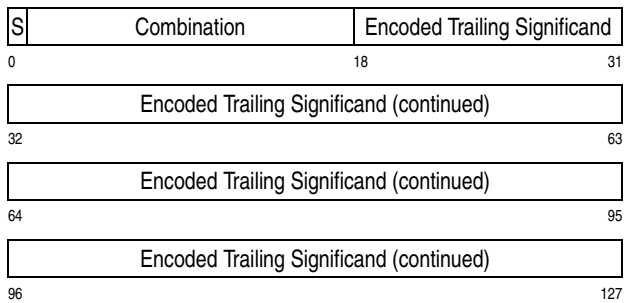 S Combination Encoded Trailing Significand
0 18 31
Encoded Trailing Significand (continued)
32 63
Encoded Trailing Significand (continued)
64 95
Encoded Trailing Significand (continued)
96 127